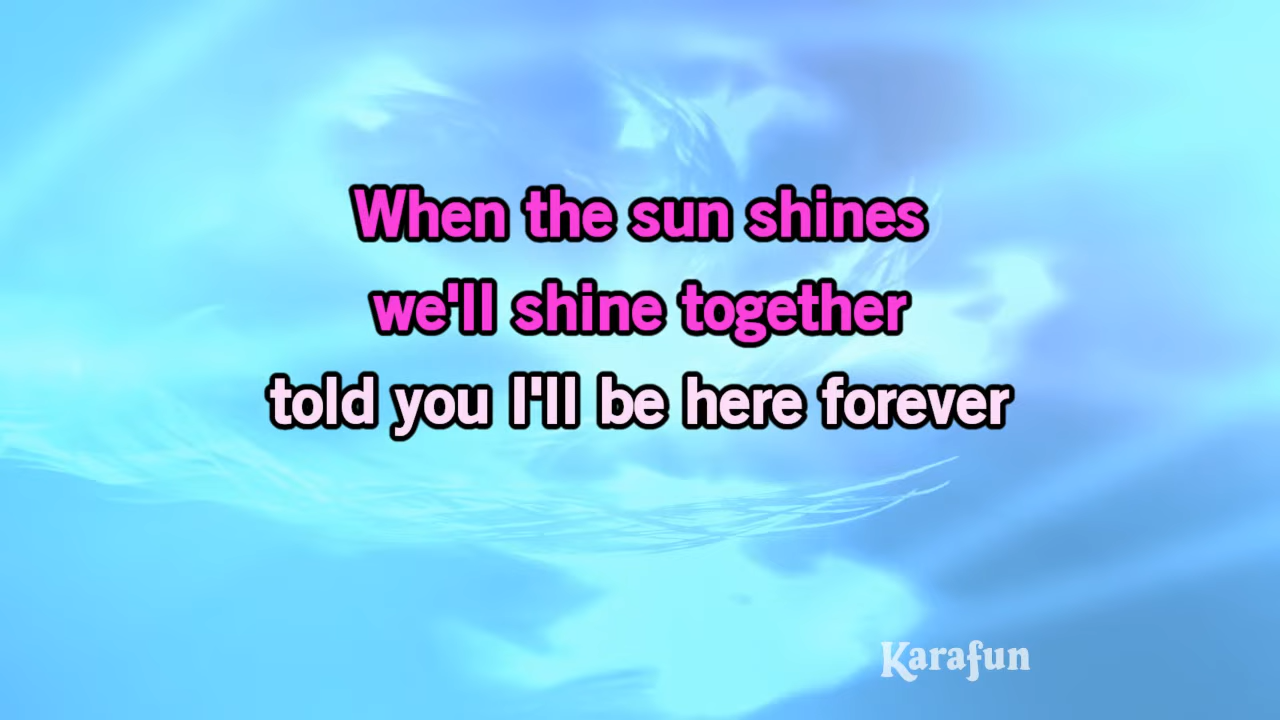 When the sun shines
we'll shine together
told you I'll be here forever
Karafun